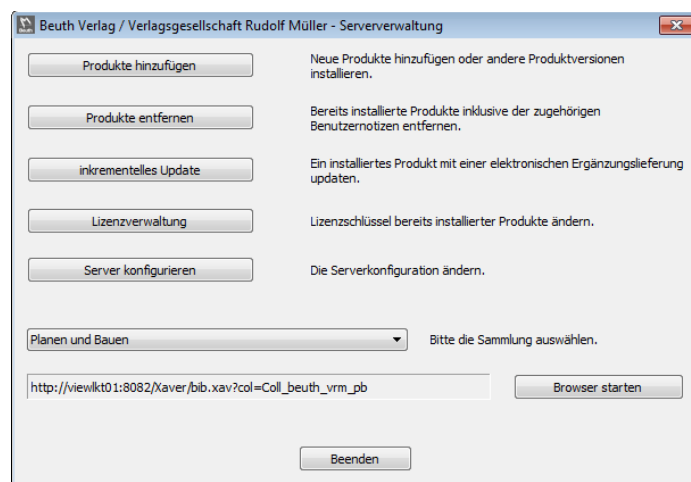 Beuth Verlag / Verlagsgesellschaft Rudolf Müller - Serververwaltung
Produkte hinzufügen
Neue Produkte hinzufügen oder andere Produktversionen
installieren.
Produkte entfernen
Bereits installierte Produkte inklusive der zugehörigen
Benutzernotizen entfernen.
inkrementelles Update
Ein installiertes Produkt mit einer elektronischen Ergänzungslieferung
updaten.
Lizenzverwaltung
Lizenzschlüssel bereits installierter Produkte ändern.
Server konfigurieren
Die Serverkonfiguration ändern.
Planen und Bauen
Bitte die Sammlung auswählen.
http://viewlkt01:8082/Xaver/bib.xav?col=Coll_beuth_vrm_pb
Browser starten
Beenden